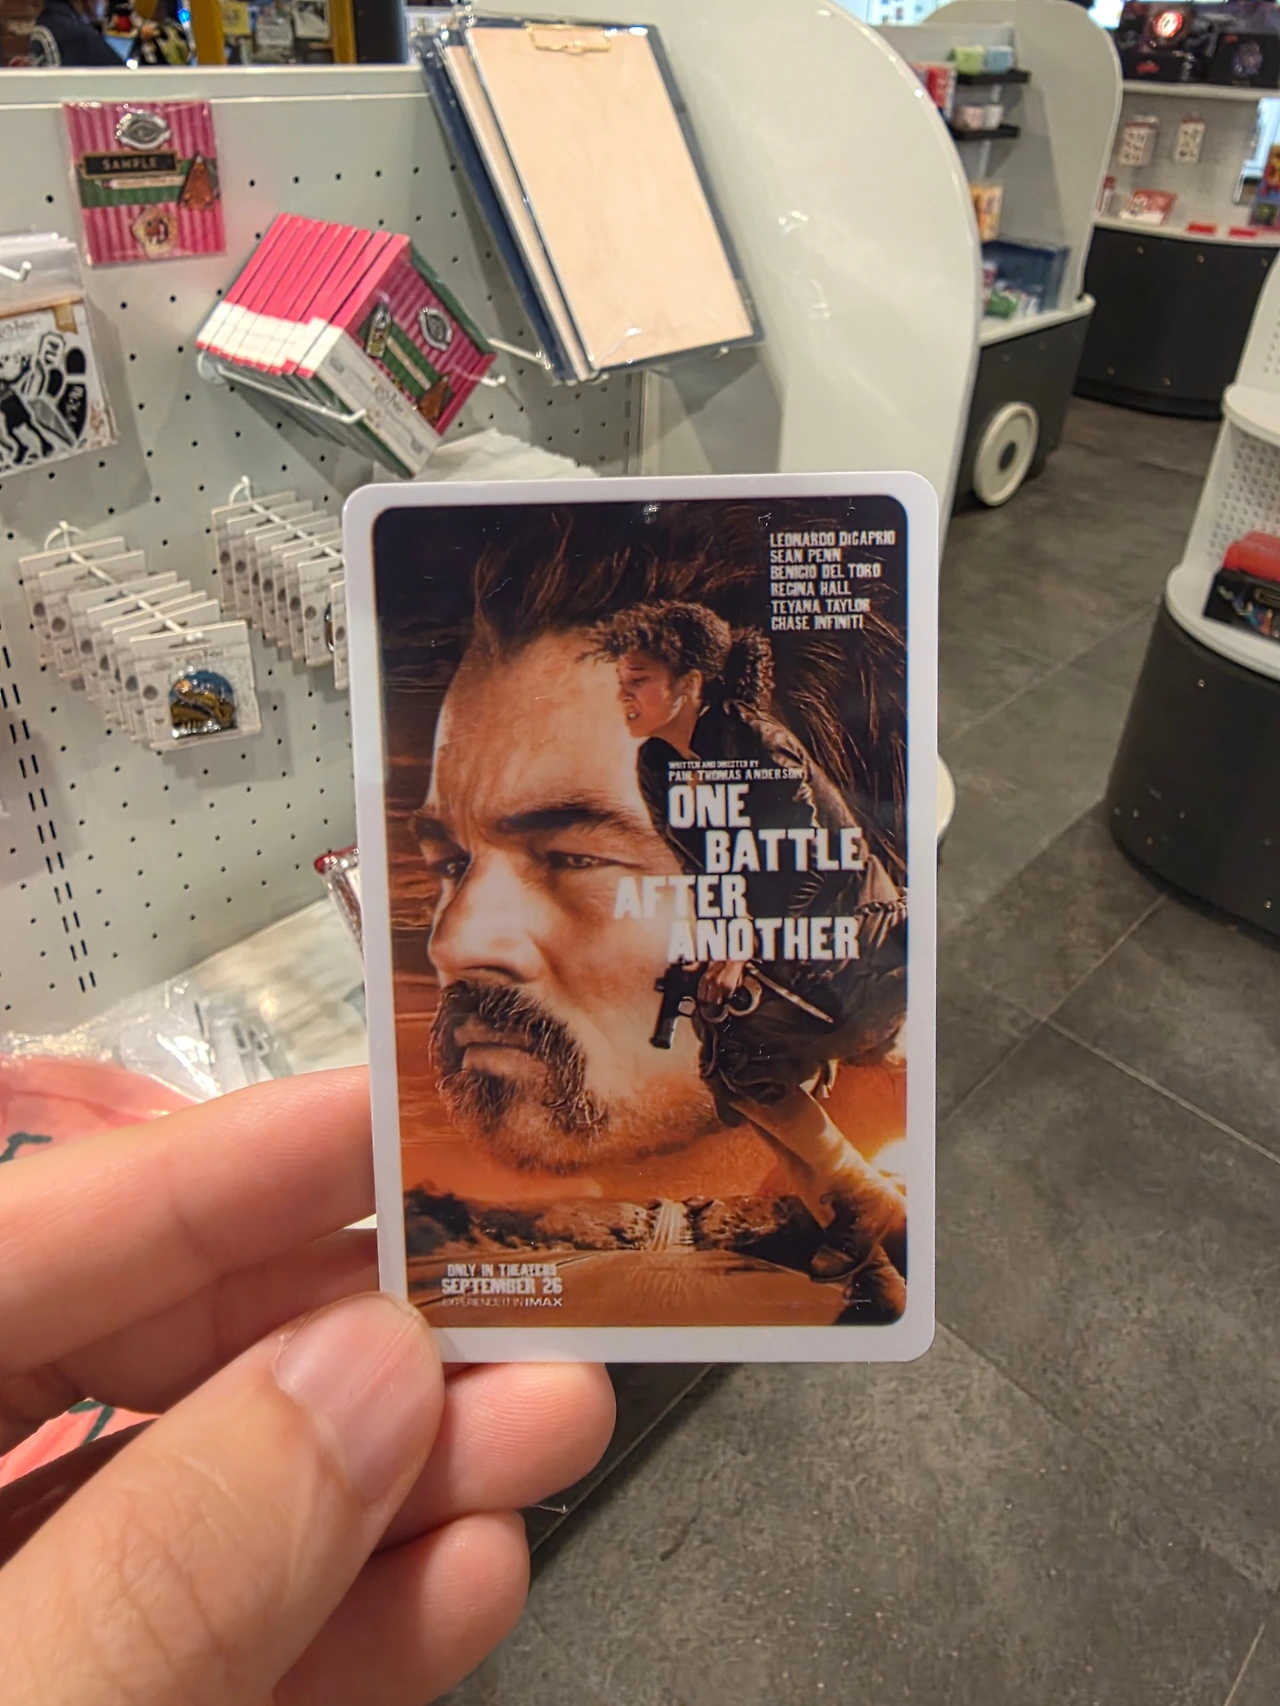 SAMPLE
LEONARDO DiCAPRIO
SEAN PENN
BENICIO DEL TORO
REGINA HALL
TEYANA TAYLOR
CHASE INFINITI
WRITTEN AND DIRECTED BY
PAUL THOMAS ANDERSON
ONE
BATTLE
AFTER
ANOTHER
ONLY IN THEATERS
SEPTEMBER 26
EXPERIENCE IT IN IMAX